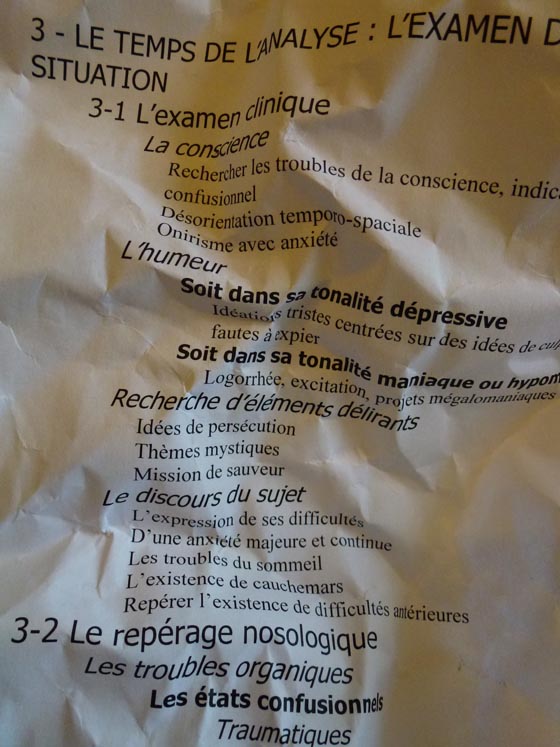 3 - LE TEMPS DE L'ANALYSE : L'EXAMEN D
SITUATION
3-1 L'examen clinique
La conscience
Rechercher les troubles de la conscience, indic
confusionnel
Désorientation temporo-spaciale
Onirisme avec anxiété
L'humeur
Soit dans sa tonalité dépressive
Idéations tristes centrées sur des idées de cul
fautes à expier
Soit dans sa tonalité maniaque ou hypom
Logorrhée, excitation, projets mégalomaniaques
Recherche d'éléments délirants
Idées de persécution
Thèmes mystiques
Mission de sauveur
Le discours du sujet
L'expression de ses difficultés
D'une anxiété majeure et continue
Les troubles du sommeil
L'existence de cauchemars
Repérer l'existence de difficultés antérieures
3-2 Le repérage nosologique
Les troubles organiques
Les états confusionnels
Traumatiques